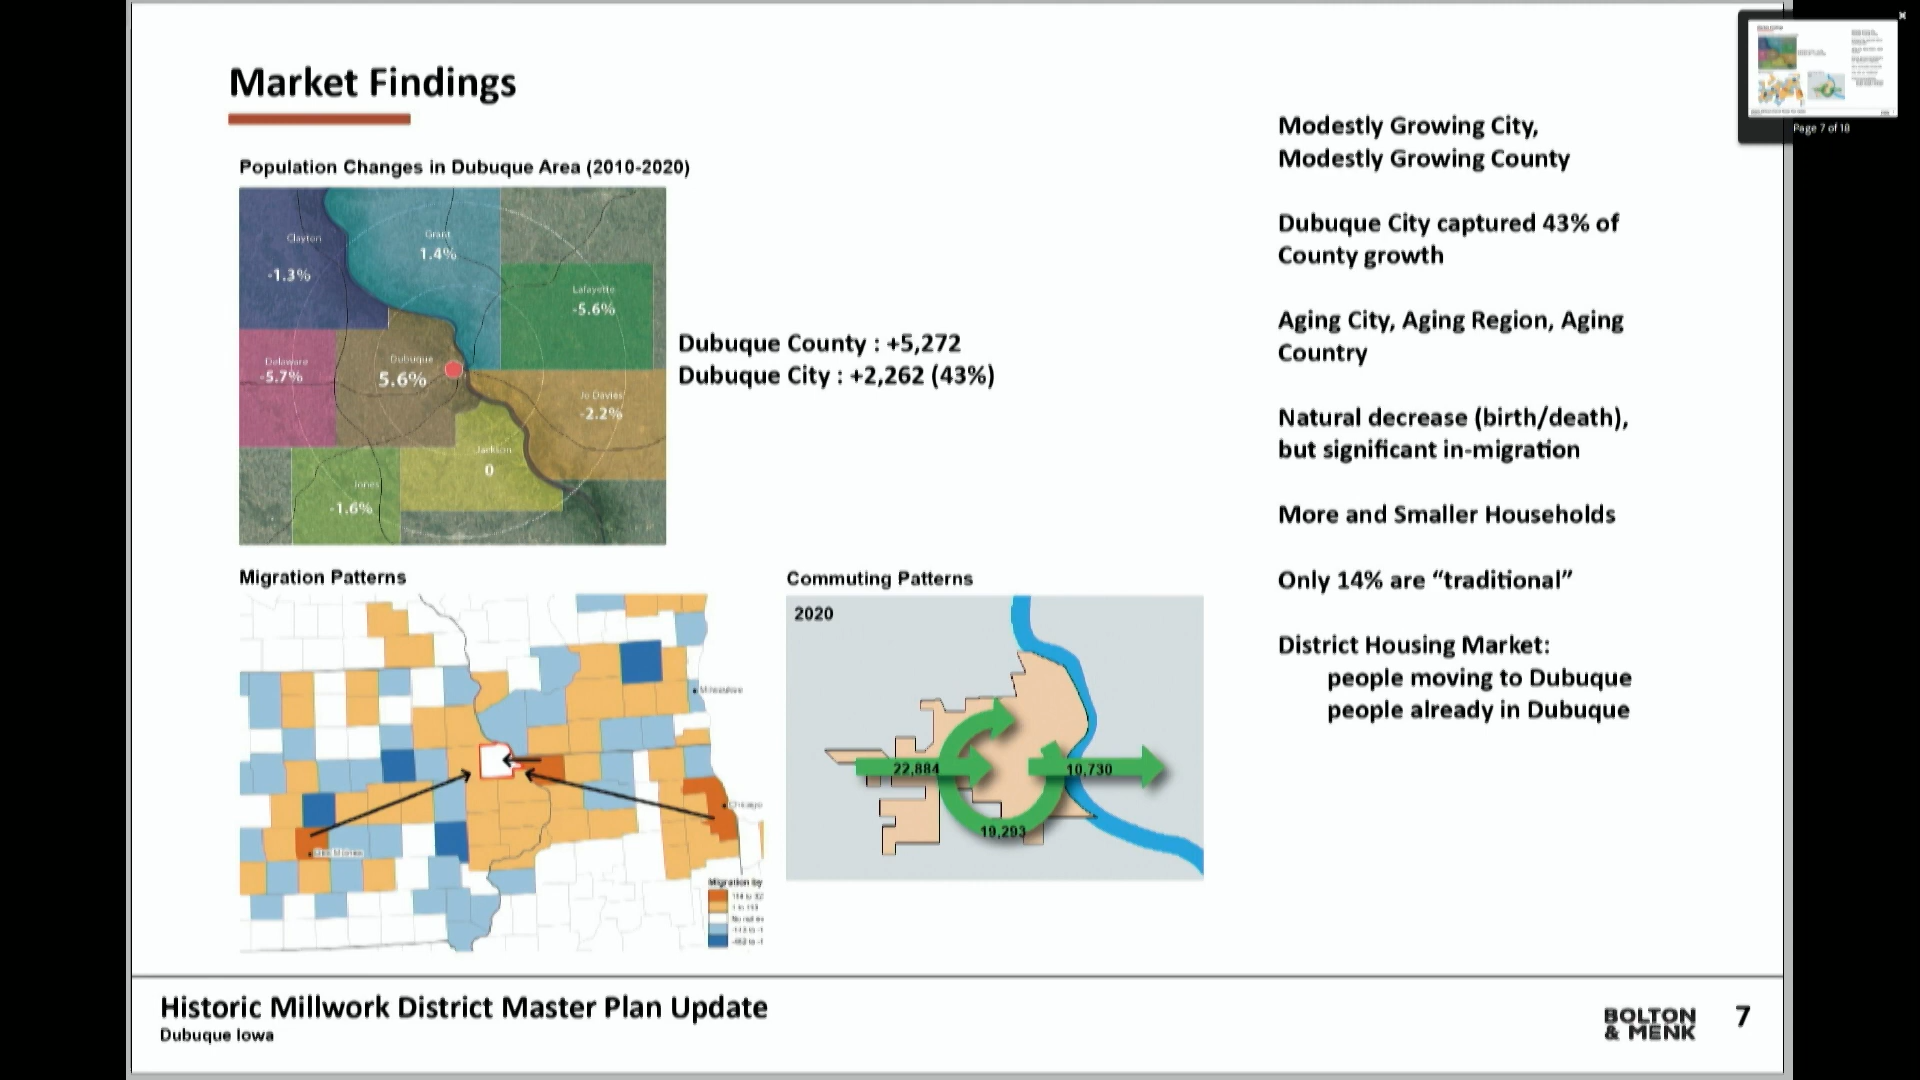 Market Findings
Population Changes in Dubuque Area (2010-2020)
Clayton
-1.3%
Grant
1.4%
Lafayette
-5.6%
Delaware
-5.7%
Dubuque
5.6%
Jo Davies
-2.2%
Jackson
0
Jones
-1.6%
Dubuque County : +5,272
Dubuque City : +2,262 (43%)
Migration Patterns
Milwaukee
Chicago
Des Moines
Migration by
Commuting Patterns
2020
22,884
10,730
19,293
Modestly Growing City,
Modestly Growing County
Dubuque City captured 43% of
County growth
Aging City, Aging Region, Aging
Country
Natural decrease (birth/death),
but significant in-migration
More and Smaller Households
Only 14% are “traditional”
District Housing Market:
people moving to Dubuque
people already in Dubuque
Page 7 of 18
Historic Millwork District Master Plan Update
Dubuque Iowa
BOLTON
& MENK
7